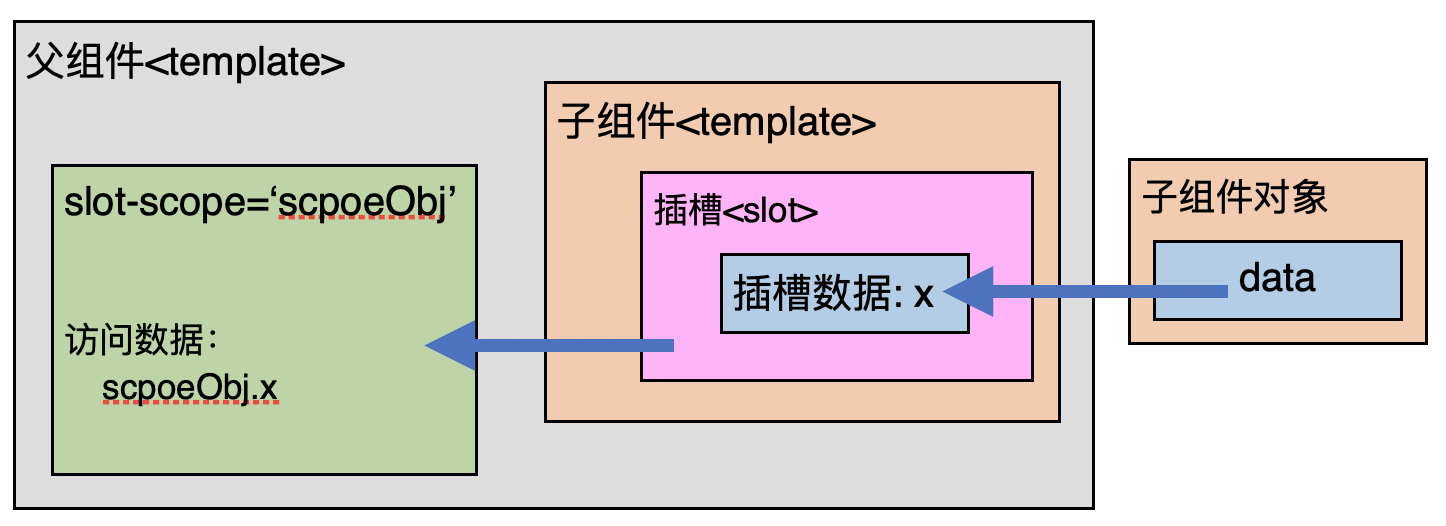 父组件<template>
子组件<template>
slot-scope=‘scpoeObj’
插槽<slot>
子组件对象
插槽数据: x
data
访问数据：
scpoeObj.x